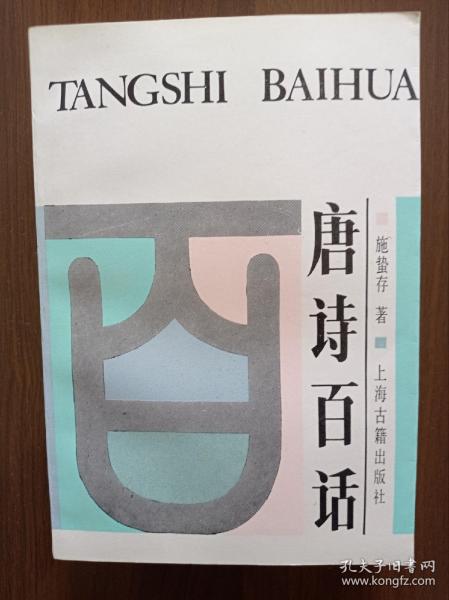 TANGSHI BAIHUA
唐诗百话
施蛰存 著
上海古籍出版社
孔夫子旧书网
www.kongfz.com